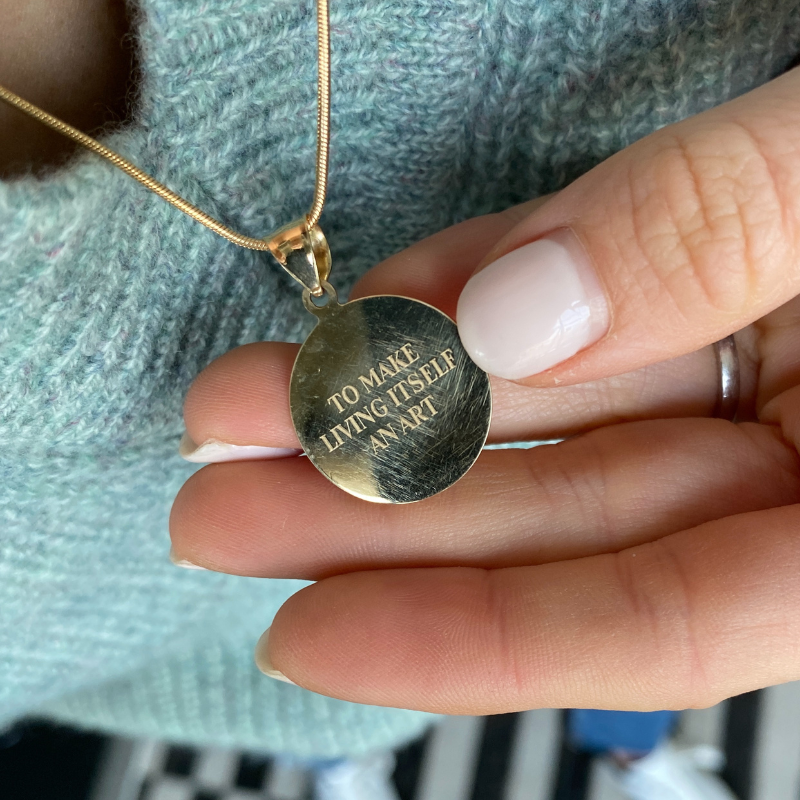 TO MAKE
LIVING ITSELF
AN ART